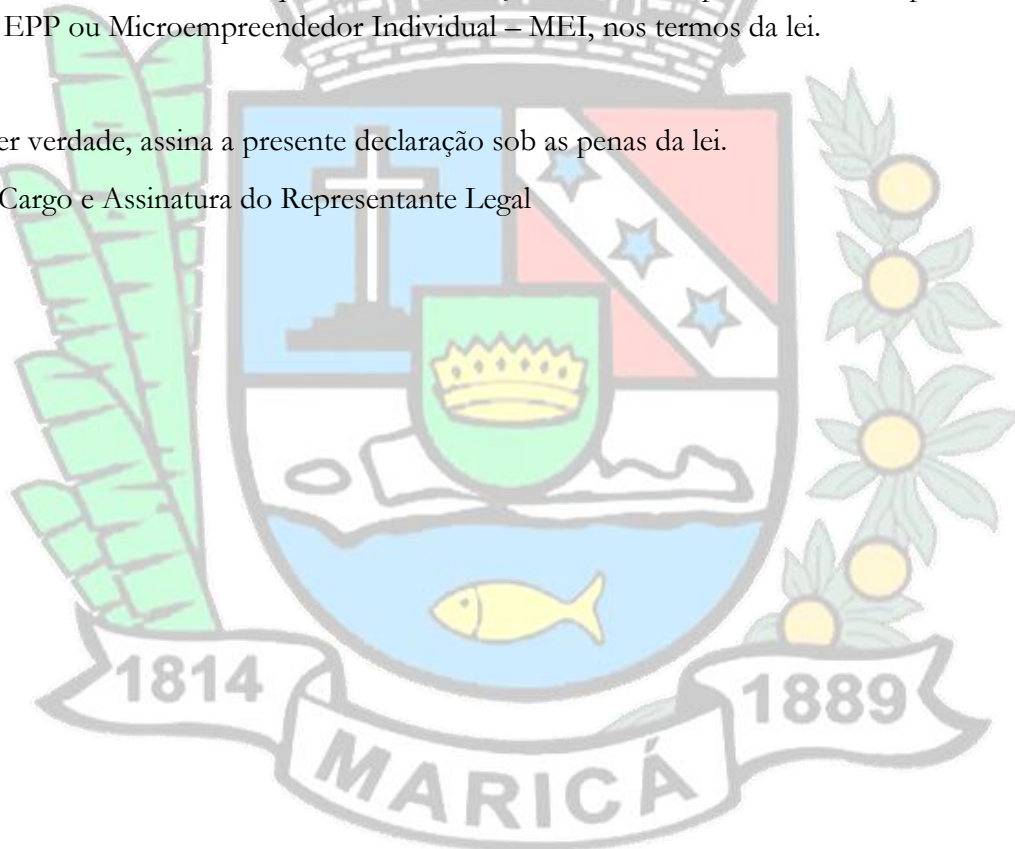 EPP ou Microempreendedor Individual – MEI, nos termos da lei.
verdade, assina a presente declaração sob as penas da lei.
Cargo e Assinatura do Representante Legal
1814
1889
MARICÁ